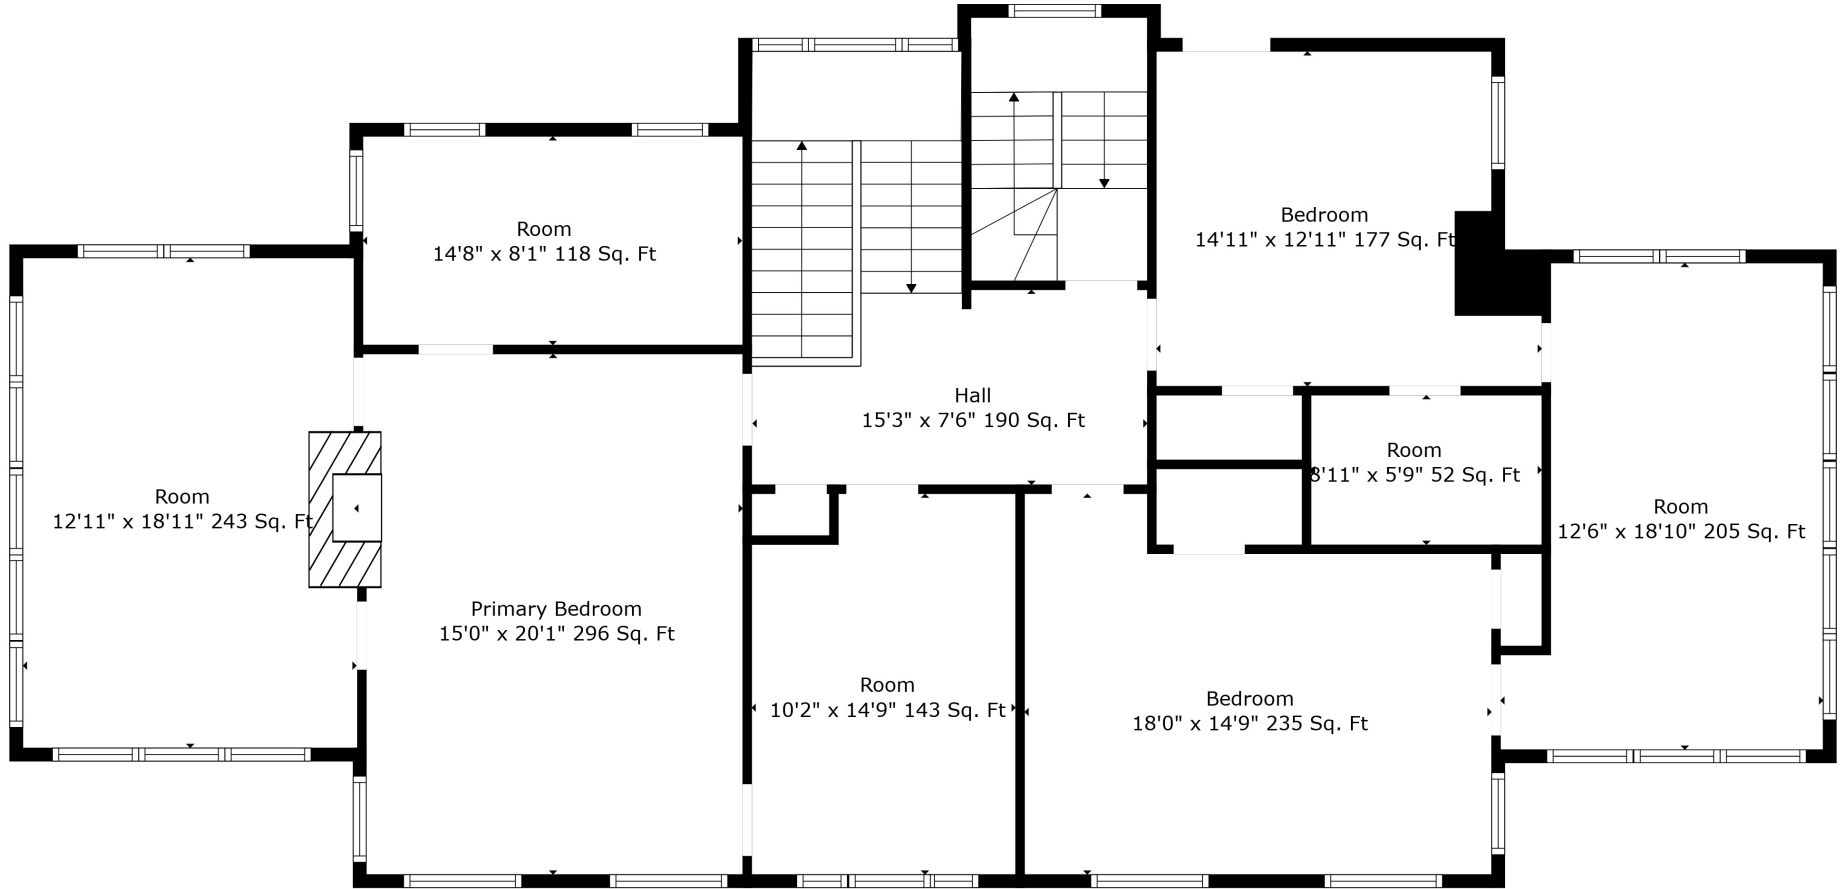 Bedroom
14'11" x 12'11" 177 Sq. Ft
Room
14'8" x 8'1" 118 Sq. Ft
Hall
15'3" x 7'6" 190 Sq. Ft
Room
8'11" x 5'9" 52 Sq. Ft
Room
12'11" x 18'11" 243 Sq. Ft
Room
12'6" x 18'10" 205 Sq. Ft
Primary Bedroom
15'0" x 20'1" 296 Sq. Ft
Room
10'2" x 14'9" 143 Sq. Ft
Bedroom
18'0" x 14'9" 235 Sq. Ft